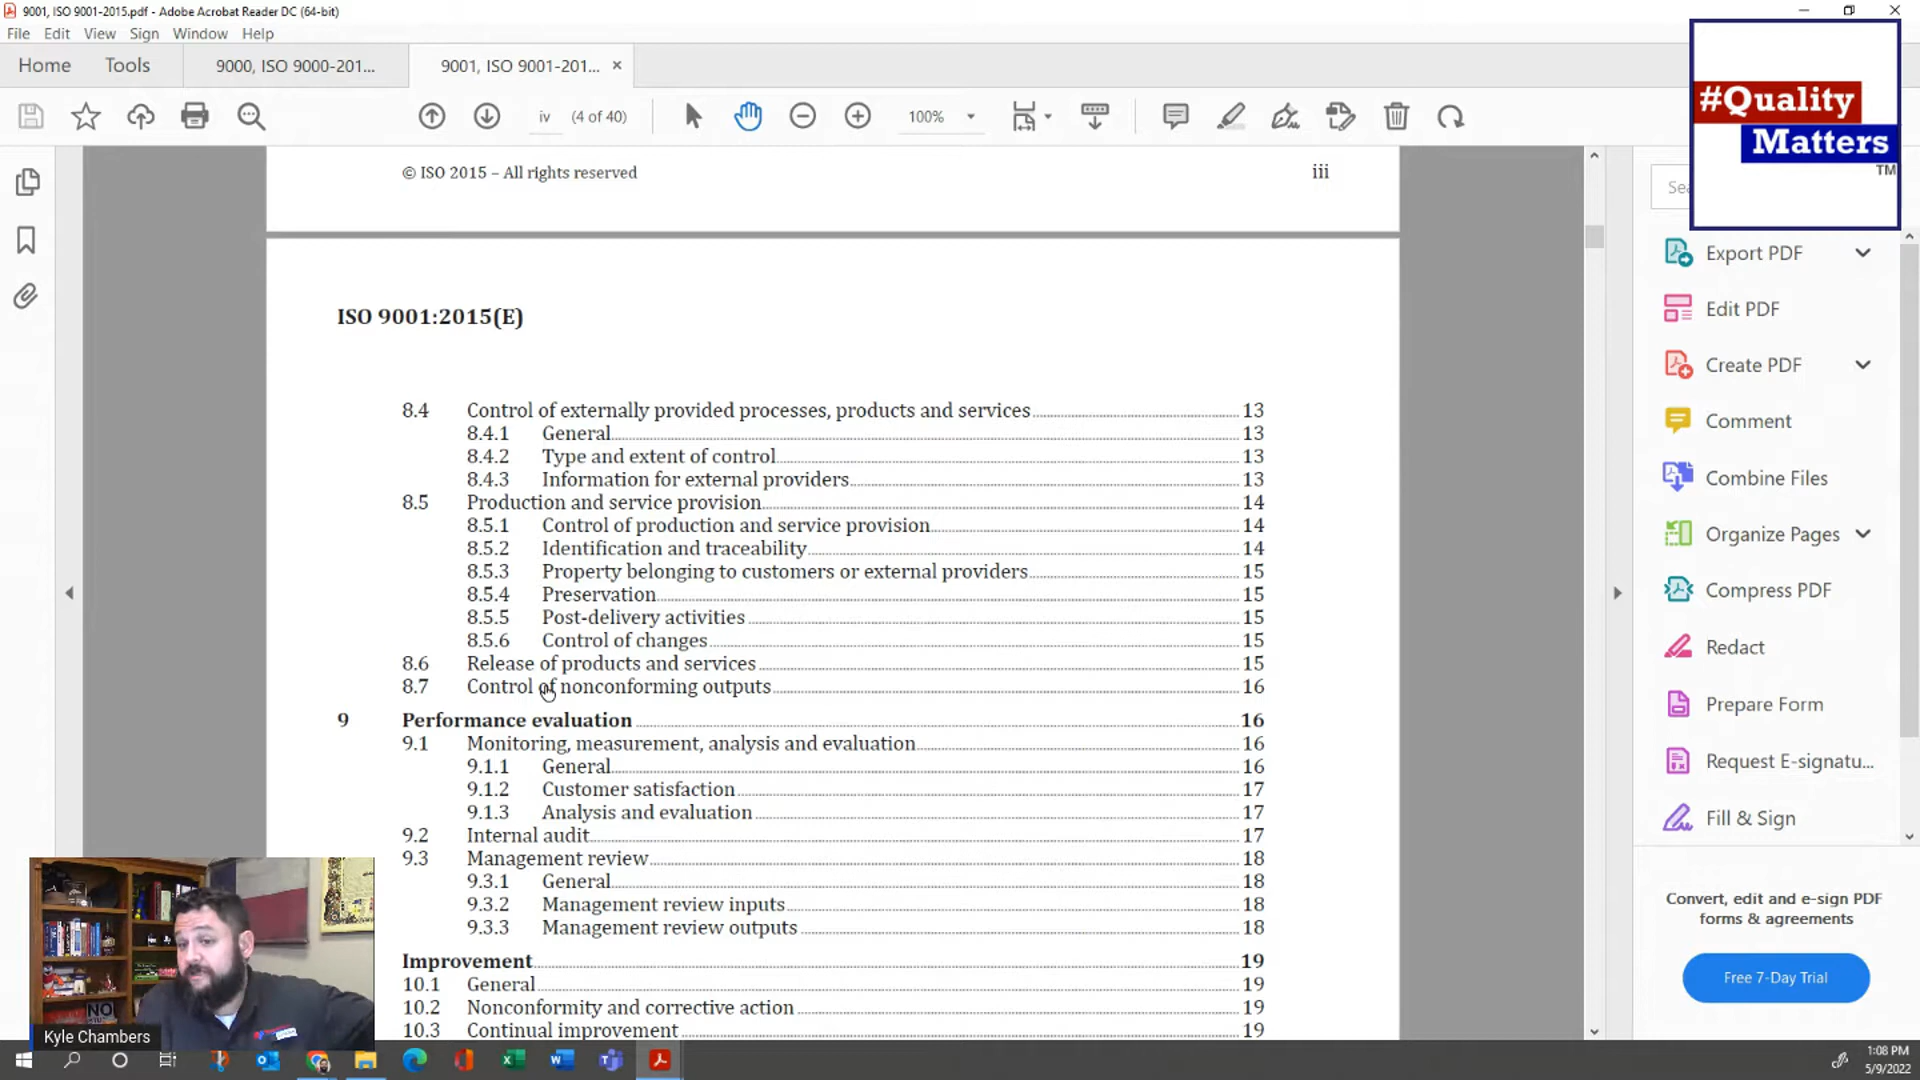 9001, ISO 9001-2015.pdf - Adobe Acrobat Reader DC (64-bit)
File Edit View Sign Window Help
Home Tools 9000, ISO 9000-201... 9001, ISO 9001-201... ×
iv (4 of 40) 100%
#Quality
Matters
TM
© ISO 2015 – All rights reserved iii
ISO 9001:2015(E)
8.4 Control of externally provided processes, products and services 13
8.4.1 General 13
8.4.2 Type and extent of control 13
8.4.3 Information for external providers 13
8.5 Production and service provision 14
8.5.1 Control of production and service provision 14
8.5.2 Identification and traceability 14
8.5.3 Property belonging to customers or external providers 15
8.5.4 Preservation 15
8.5.5 Post-delivery activities 15
8.5.6 Control of changes 15
8.6 Release of products and services 15
8.7 Control of nonconforming outputs 16
9 Performance evaluation 16
9.1 Monitoring, measurement, analysis and evaluation 16
9.1.1 General 16
9.1.2 Customer satisfaction 17
9.1.3 Analysis and evaluation 17
9.2 Internal audit 17
9.3 Management review 18
9.3.1 General 18
9.3.2 Management review inputs 18
9.3.3 Management review outputs 18
Improvement 19
10.1 General 19
10.2 Nonconformity and corrective action 19
10.3 Continual improvement 19
Export PDF
Edit PDF
Create PDF
Comment
Combine Files
Organize Pages
Compress PDF
Redact
Prepare Form
Request E-signatu...
Fill & Sign
Convert, edit and e-sign PDF
forms & agreements
Free 7-Day Trial
NO
Kyle Chambers
1:08 PM
5/9/2022